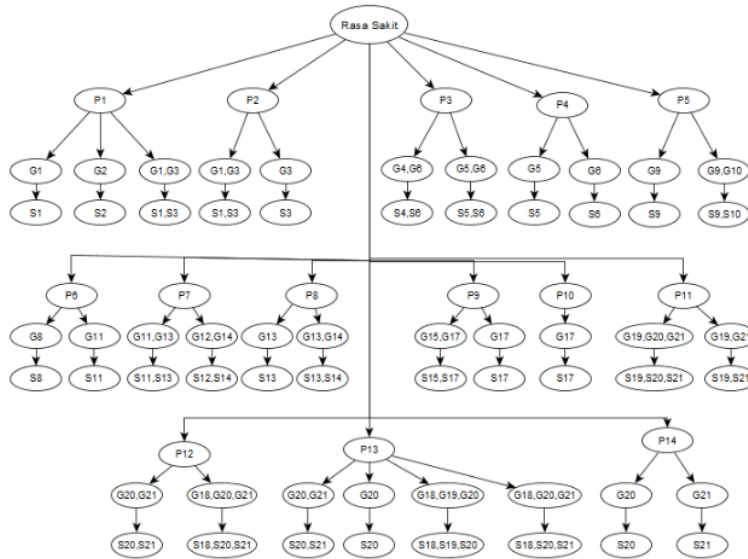 Rasa Sakit
P1 P2 P3 P4 P5
G1 G2 G1,G3 G1,G3 G3 G4,G6 G5,G6 G5 G6 G9 G9,G10
S1 S2 S1,S3 S1,S3 S3 S4,S6 S5,S6 S5 S6 S9 S9,S10
P6 P7 P8 P9 P10 P11
G8 G11 G11,G13 G12,G14 G13 G13,G14 G15,G17 G17 G17 G19,G20,G21 G19,G21
S8 S11 S11,S13 S12,S14 S13 S13,S14 S15,S17 S17 S17 S19,S20,S21 S19,S21
P12 P13 P14
G20,G21 G18,G20,G21 G20,G21 G20 G18,G19,G20 G18,G20,G21 G20 G21
S20,S21 S18,S20,S21 S20,S21 S20 S18,S19,S20 S18,S20,S21 S20 S21